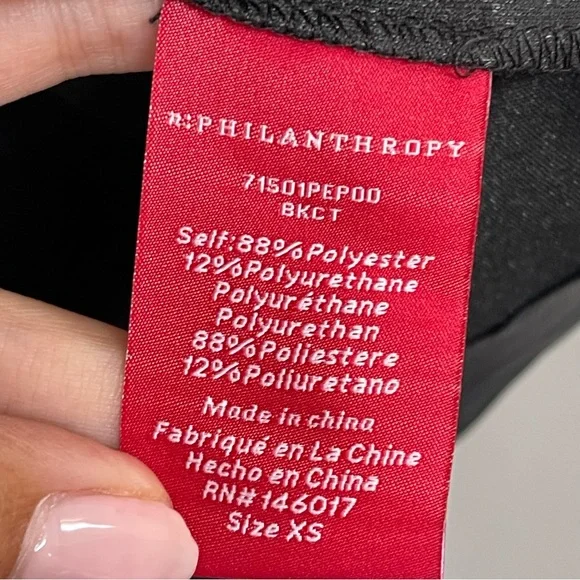 n:PHILANTHROPY
71501PEP00
BKCT
Self:88%Polyester
12%Polyurethane
Polyuréthane
Polyurethan
88%Poliestere
12%Poliuretano
Made in china
Fabriqué en La Chine
Hecho en China
RN#146017
Size XS